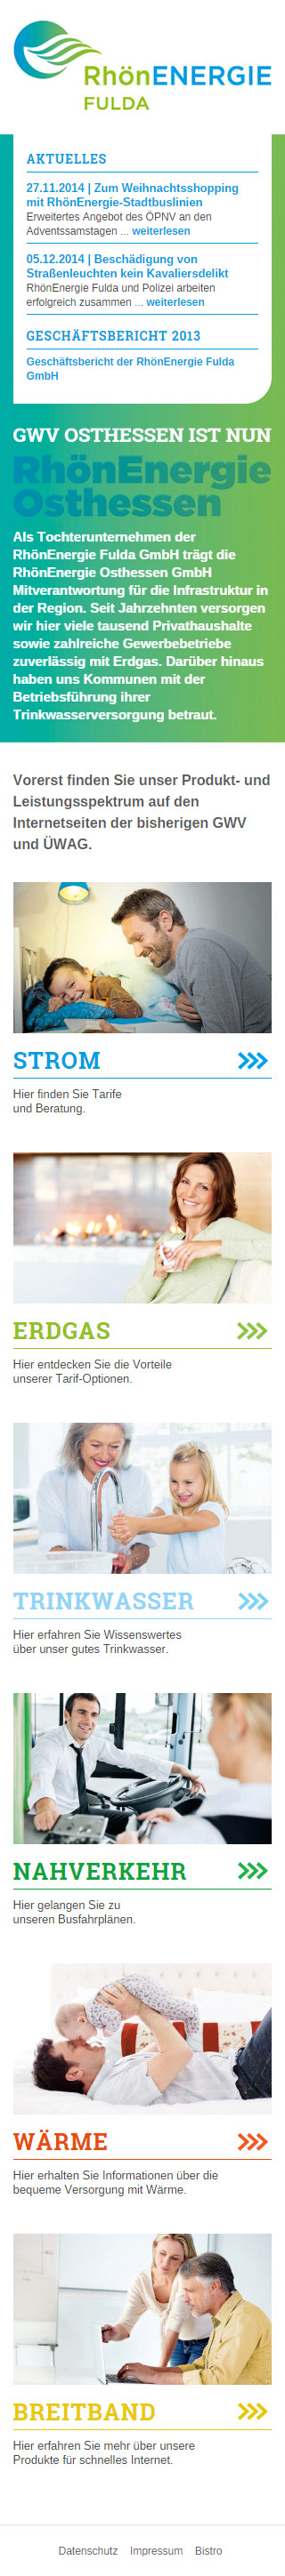 RhönENERGIE
FULDA
AKTUELLES
27.11.2014 | Zum Weihnachtsshopping
mit RhönEnergie-Stadtbuslinien
Erweitertes Angebot des ÖPNV an den
Adventssamstagen ... weiterlesen
05.12.2014 | Beschädigung von
Straßenleuchten kein Kavaliersdelikt
RhönEnergie Fulda und Polizei arbeiten
erfolgreich zusammen ... weiterlesen
GESCHÄFTSBERICHT 2013
Geschäftsbericht der RhönEnergie Fulda
GmbH
GWV OSTHESSEN IST NUN
RhönEnergie
Osthessen
Als Tochterunternehmen der
RhönEnergie Fulda GmbH trägt die
RhönEnergie Osthessen GmbH
Mitverantwortung für die Infrastruktur in
der Region. Seit Jahrzehnten versorgen
wir hier viele tausend Privathaushalte
sowie zahlreiche Gewerbebetriebe
zuverlässig mit Erdgas. Darüber hinaus
haben uns Kommunen mit der
Betriebsführung ihrer
Trinkwasserversorgung betraut.
Vorerst finden Sie unser Produkt- und
Leistungsspektrum auf den
Internetseiten der bisherigen GWV
und ÜWAG.
STROM
Hier finden Sie Tarife
und Beratung.
ERDGAS
Hier entdecken Sie die Vorteile
unserer Tarif-Optionen.
TRINKWASSER
Hier erfahren Sie Wissenswertes
über unser gutes Trinkwasser.
NAHVERKEHR
Hier gelangen Sie zu
unseren Busfahrplänen.
WÄRME
Hier erhalten Sie Informationen über die
bequeme Versorgung mit Wärme.
BREITBAND
Hier erfahren Sie mehr über unsere
Produkte für schnelles Internet.
Datenschutz Impressum Bistro